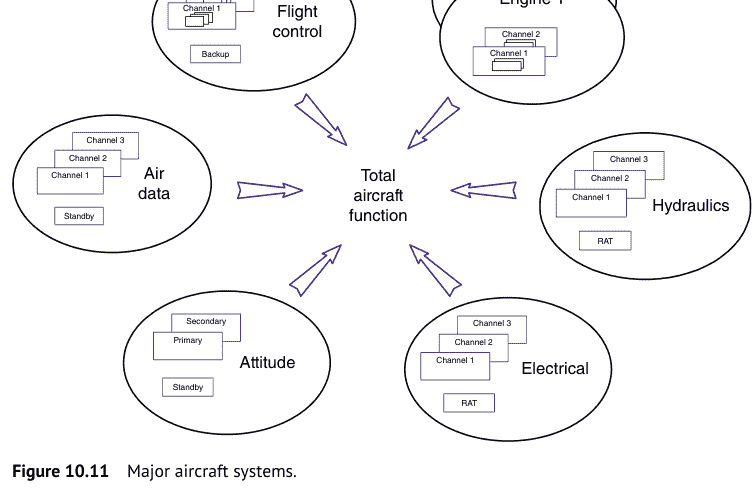 Channel 1
Flight
control
Backup
Engine 1
Channel 2
Channel 1
Channel 3
Channel 2
Channel 1
Air
data
Standby
Total
aircraft
function
Channel 3
Channel 2
Channel 1
Hydraulics
RAT
Secondary
Primary
Attitude
Standby
Channel 3
Channel 2
Channel 1
Electrical
RAT
Figure 10.11 Major aircraft systems.